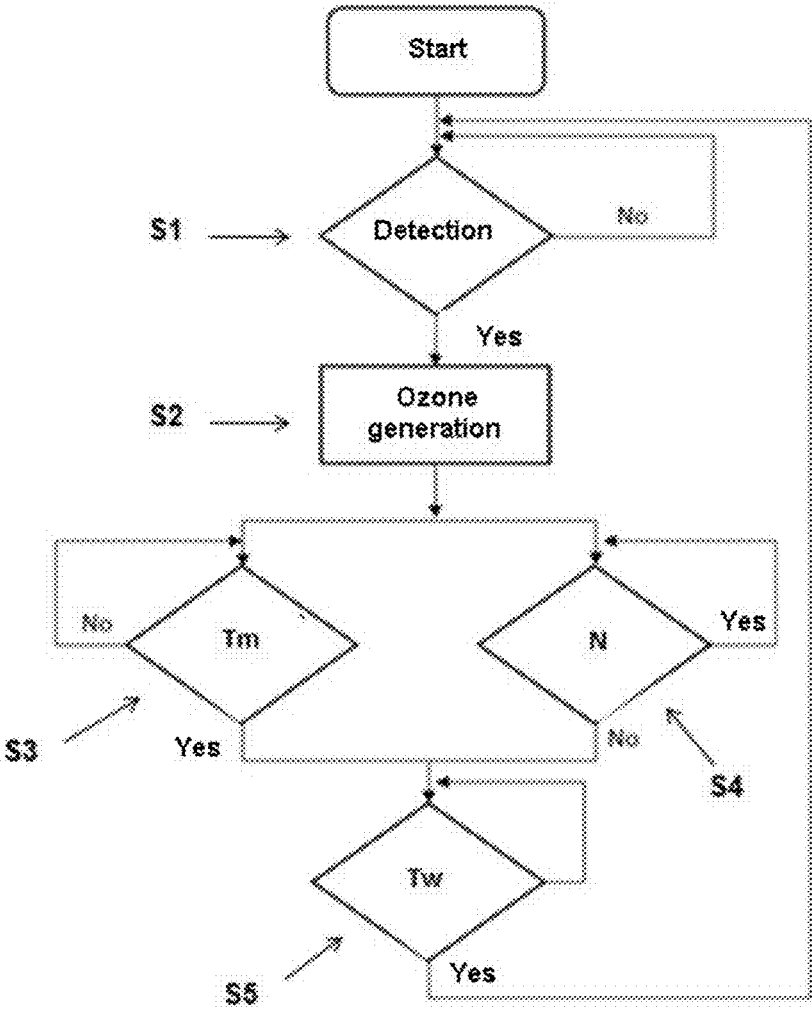 Start
S1
Detection
No
Yes
S2
Ozone
generation
No
Tm
N
Yes
S3
Yes
No
S4
Tw
S5
Yes